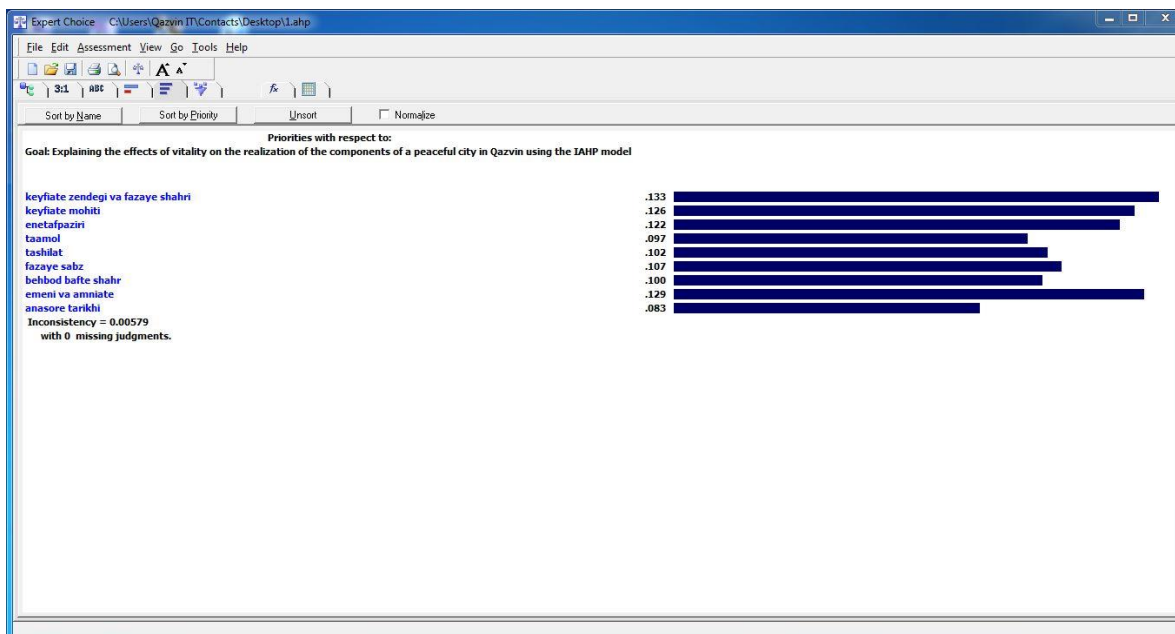 Expert Choice C:\Users\Qazvin IT\Contacts\Desktop\1.ahp
File Edit Assessment View Go Tools Help
A A
3:1 ABC fx
Sort by Name Sort by Priority Unsort Normalize
Priorities with respect to:
Goal: Explaining the effects of vitality on the realization of the components of a peaceful city in Qazvin using the IAHP model
keyfiate zendegi va fazaye shahri .133
keyfiate mohiti .126
enetafpaziri .122
taamol .097
tashilat .102
fazaye sabz .107
behbod bafte shahr .100
emeni va amniate .129
anasore tarikhi .083
Inconsistency = 0.00579
with 0 missing judgments.